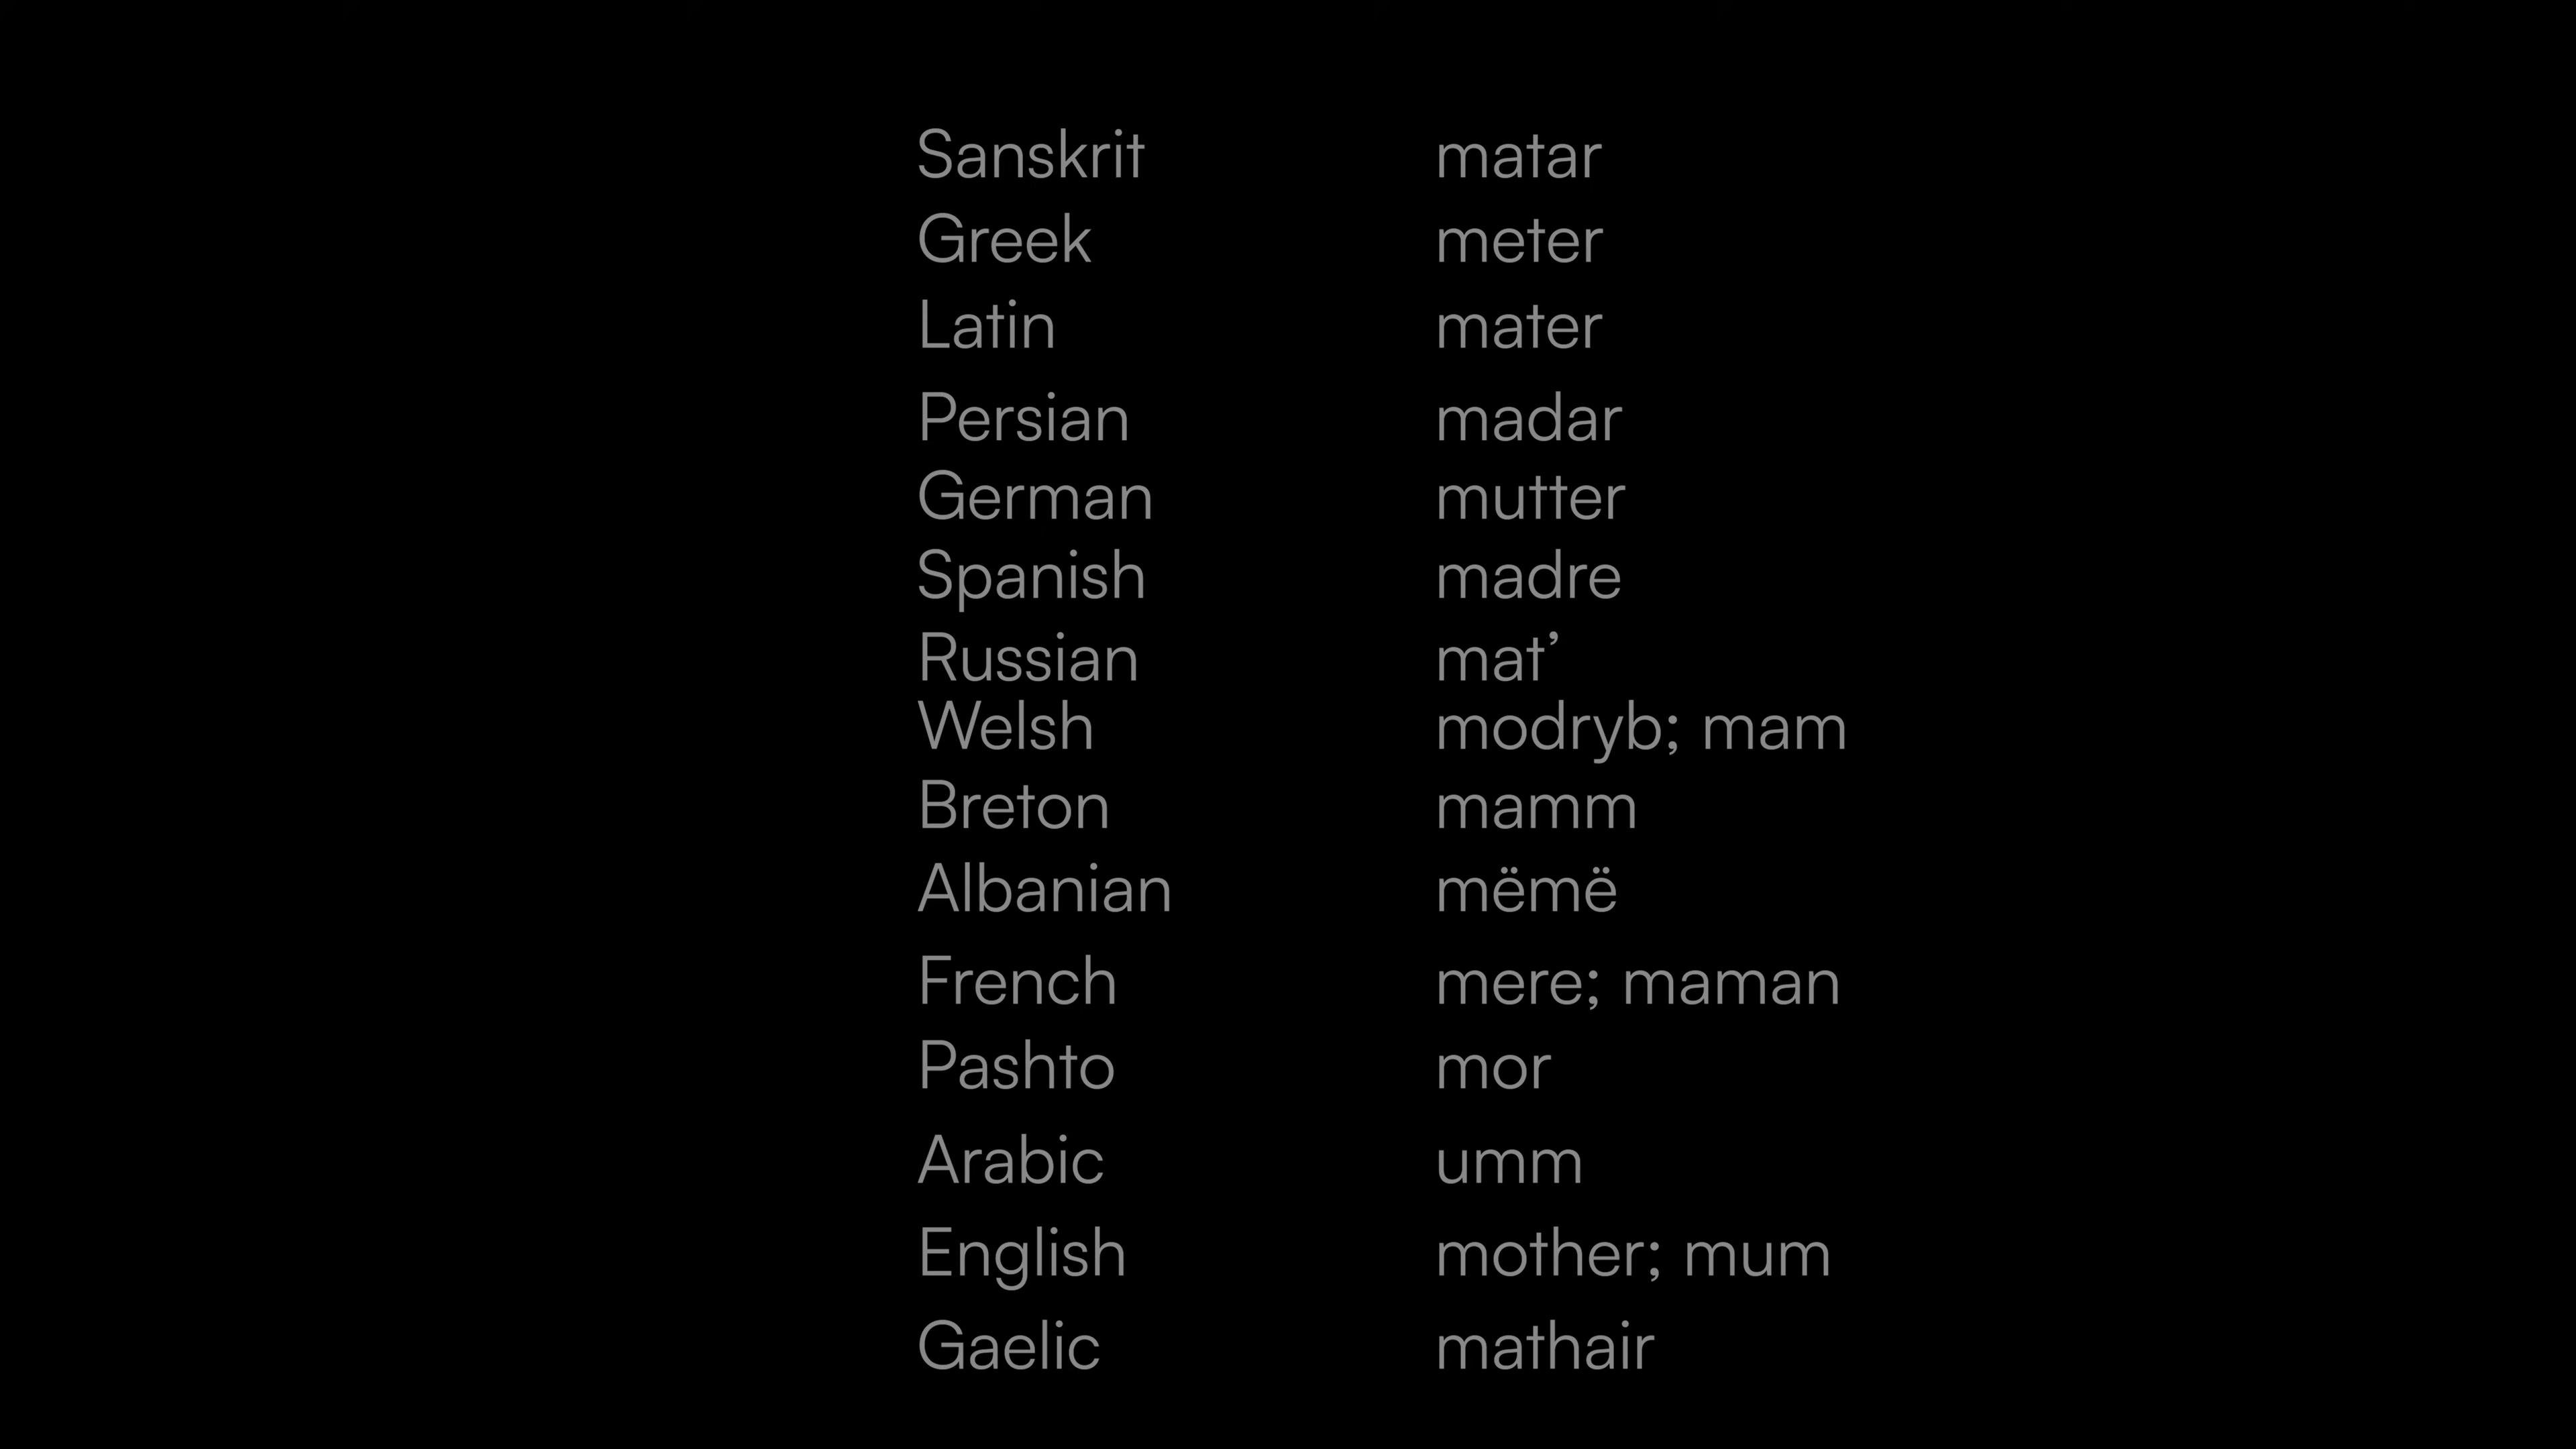 Sanskrit matar
Greek meter
Latin mater
Persian madar
German mutter
Spanish madre
Russian mat’
Welsh modryb; mam
Breton mamm
Albanian mëmë
French mere; maman
Pashto mor
Arabic umm
English mother; mum
Gaelic mathair